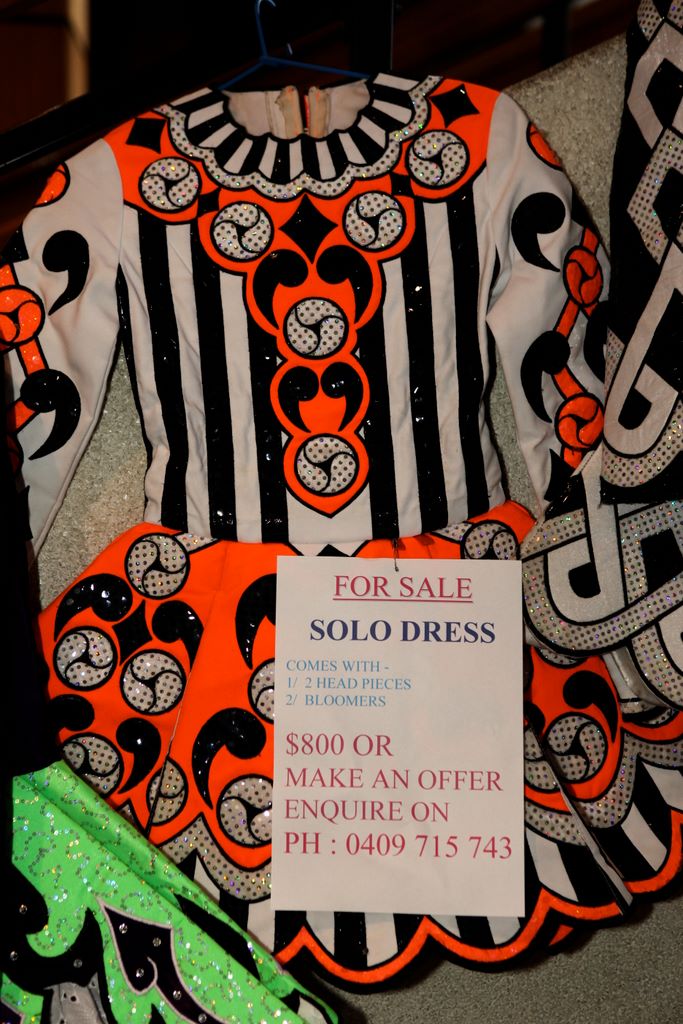 FOR SALE
SOLO DRESS
COMES WITH -
1/ 2 HEAD PIECES
2/ BLOOMERS
$800 OR
MAKE AN OFFER
ENQUIRE ON
PH : 0409 715 743